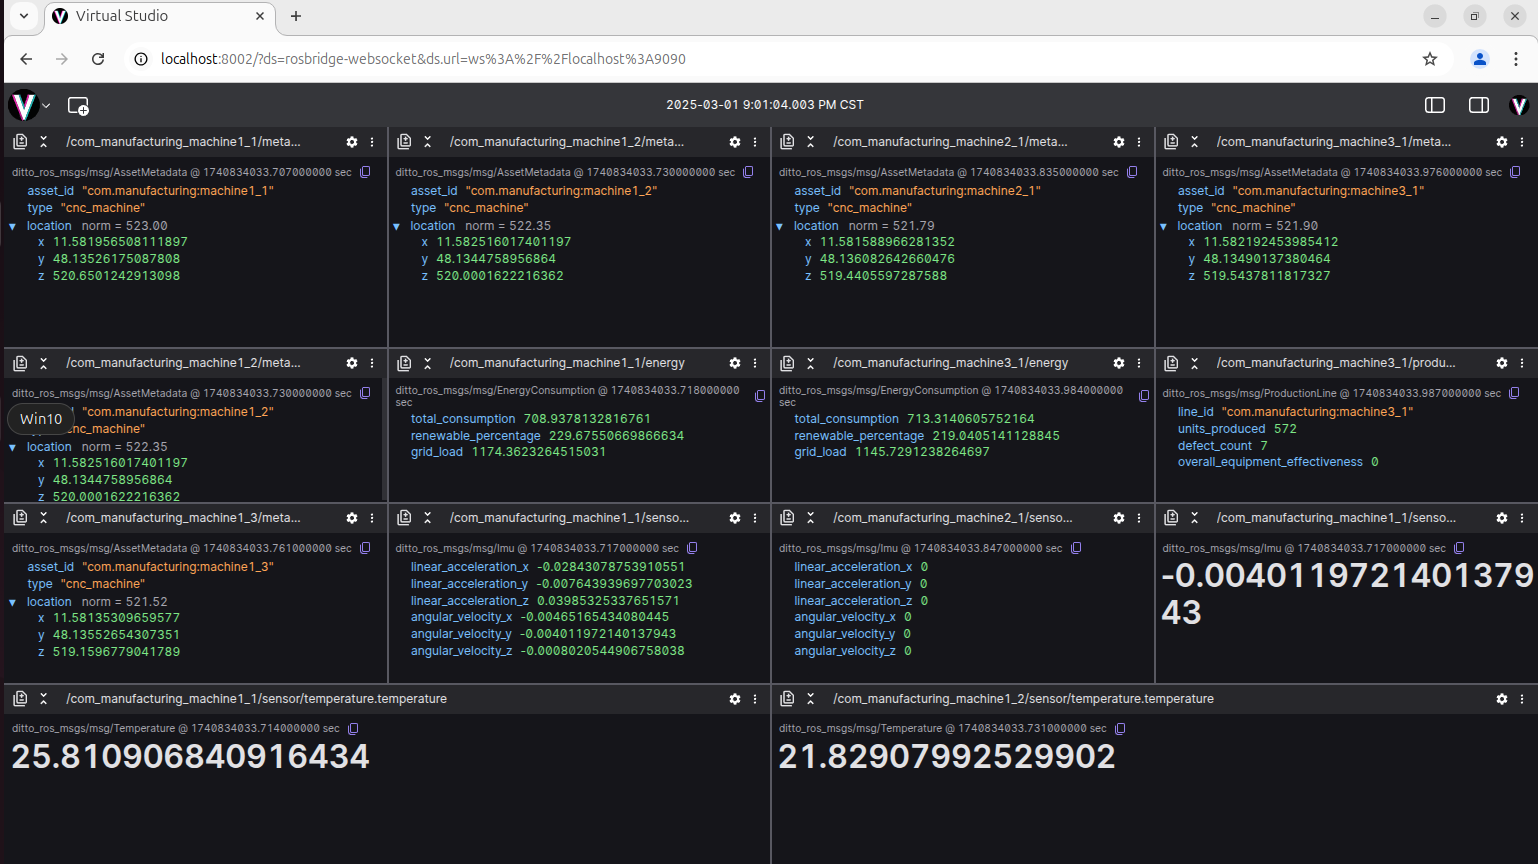 Virtual Studio
localhost:8002/?ds=rosbridge-websocket&ds.url=ws%3A%2F%2Flocalhost%3A9090
2025-03-01 9:01:04.003 PM CST
/com_manufacturing_machine1_1/meta...
ditto_ros_msgs/msg/AssetMetadata @ 1740834033.707000000 sec
asset_id "com.manufacturing:machine1_1"
type "cnc_machine"
location norm = 523.00
x 11.581956508111897
y 48.13526175087808
z 520.6501242913098
/com_manufacturing_machine1_2/meta...
ditto_ros_msgs/msg/AssetMetadata @ 1740834033.730000000 sec
asset_id "com.manufacturing:machine1_2"
type "cnc_machine"
location norm = 522.35
x 11.582516017401197
y 48.1344758956864
z 520.0001622216362
/com_manufacturing_machine2_1/meta...
ditto_ros_msgs/msg/AssetMetadata @ 1740834033.835000000 sec
asset_id "com.manufacturing:machine2_1"
type "cnc_machine"
location norm = 521.79
x 11.581588966281352
y 48.136082642660476
z 519.4405597287588
/com_manufacturing_machine3_1/meta...
ditto_ros_msgs/msg/AssetMetadata @ 1740834033.976000000 sec
asset_id "com.manufacturing:machine3_1"
type "cnc_machine"
location norm = 521.90
x 11.582192453985412
y 48.13490137380464
z 519.5437811817327
/com_manufacturing_machine1_2/meta...
ditto_ros_msgs/msg/AssetMetadata @ 1740834033.730000000 sec
"com.manufacturing:machine1_2"
Win10
"cnc_machine"
location norm = 522.35
x 11.582516017401197
y 48.1344758956864
z 520.0001622216362
/com_manufacturing_machine1_1/energy
ditto_ros_msgs/msg/EnergyConsumption @ 1740834033.718000000
sec
total_consumption 708.9378132816761
renewable_percentage 229.67550669866634
grid_load 1174.3623264515031
/com_manufacturing_machine3_1/energy
ditto_ros_msgs/msg/EnergyConsumption @ 1740834033.984000000
sec
total_consumption 713.3140605752164
renewable_percentage 219.0405141128845
grid_load 1145.7291238264697
/com_manufacturing_machine3_1/produ...
ditto_ros_msgs/msg/ProductionLine @ 1740834033.987000000 sec
line_id "com.manufacturing:machine3_1"
units_produced 572
defect_count 7
overall_equipment_effectiveness 0
/com_manufacturing_machine1_3/meta...
ditto_ros_msgs/msg/AssetMetadata @ 1740834033.761000000 sec
asset_id "com.manufacturing:machine1_3"
type "cnc_machine"
location norm = 521.52
x 11.58135309659577
y 48.13552654307351
z 519.1596779041789
/com_manufacturing_machine1_1/senso...
ditto_ros_msgs/msg/Imu @ 1740834033.717000000 sec
linear_acceleration_x -0.02843078753910551
linear_acceleration_y -0.007643939697703023
linear_acceleration_z 0.03985325337651571
angular_velocity_x -0.00465165434080445
angular_velocity_y -0.004011972140137943
angular_velocity_z -0.0008020544906758038
/com_manufacturing_machine2_1/senso...
ditto_ros_msgs/msg/Imu @ 1740834033.847000000 sec
linear_acceleration_x 0
linear_acceleration_y 0
linear_acceleration_z 0
angular_velocity_x 0
angular_velocity_y 0
angular_velocity_z 0
/com_manufacturing_machine1_1/senso...
ditto_ros_msgs/msg/Imu @ 1740834033.717000000 sec
-0.0040119721401379
43
/com_manufacturing_machine1_1/sensor/temperature.temperature
ditto_ros_msgs/msg/Temperature @ 1740834033.714000000 sec
25.810906840916434
/com_manufacturing_machine1_2/sensor/temperature.temperature
ditto_ros_msgs/msg/Temperature @ 1740834033.731000000 sec
21.82907992529902